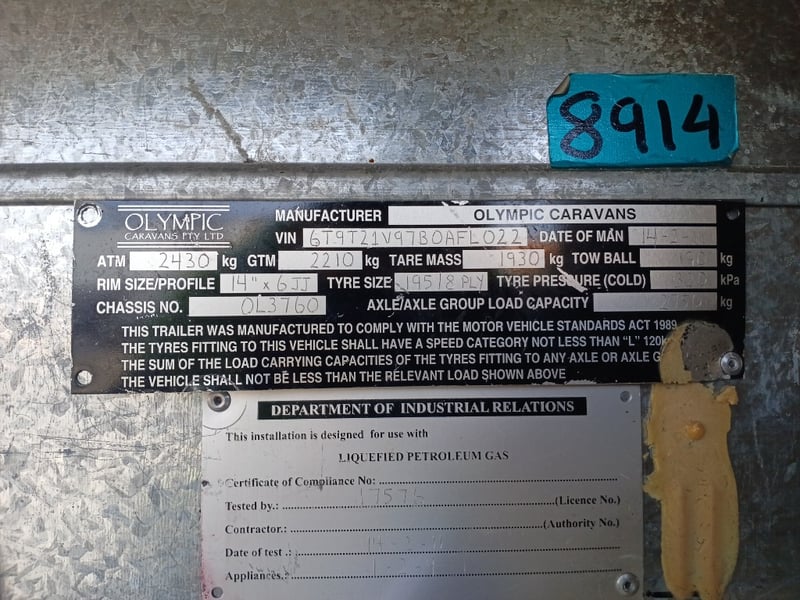 8914
OLYMPIC
CARAVANS PTY LTD
MANUFACTURER OLYMPIC CARAVANS
VIN 6T9T21V97B0AFL022 DATE OF MAN 14-2-
ATM 2430 kg GTM 2210 kg TARE MASS 1930 kg TOW BALL kg
RIM SIZE/PROFILE 14" x 6JJ TYRE SIZE 195/8 PLY TYRE PRESSURE (COLD) kPa
CHASSIS NO. OL3760 AXLE/AXLE GROUP LOAD CAPACITY kg
THIS TRAILER WAS MANUFACTURED TO COMPLY WITH THE MOTOR VEHICLE STANDARDS ACT 1989
THE TYRES FITTING TO THIS VEHICLE SHALL HAVE A SPEED CATEGORY NOT LESS THAN "L" 120k
THE SUM OF THE LOAD CARRYING CAPACITIES OF THE TYRES FITTING TO ANY AXLE OR AXLE G
THE VEHICLE SHALL NOT BE LESS THAN THE RELEVANT LOAD SHOWN ABOVE
DEPARTMENT OF INDUSTRIAL RELATIONS
This installation is designed for use with
LIQUEFIED PETROLEUM GAS
Certificate of Compliance No:
Tested by.: 17576 (Licence No.)
Contractor.: (Authority No.)
Date of test .:
Appliances.: